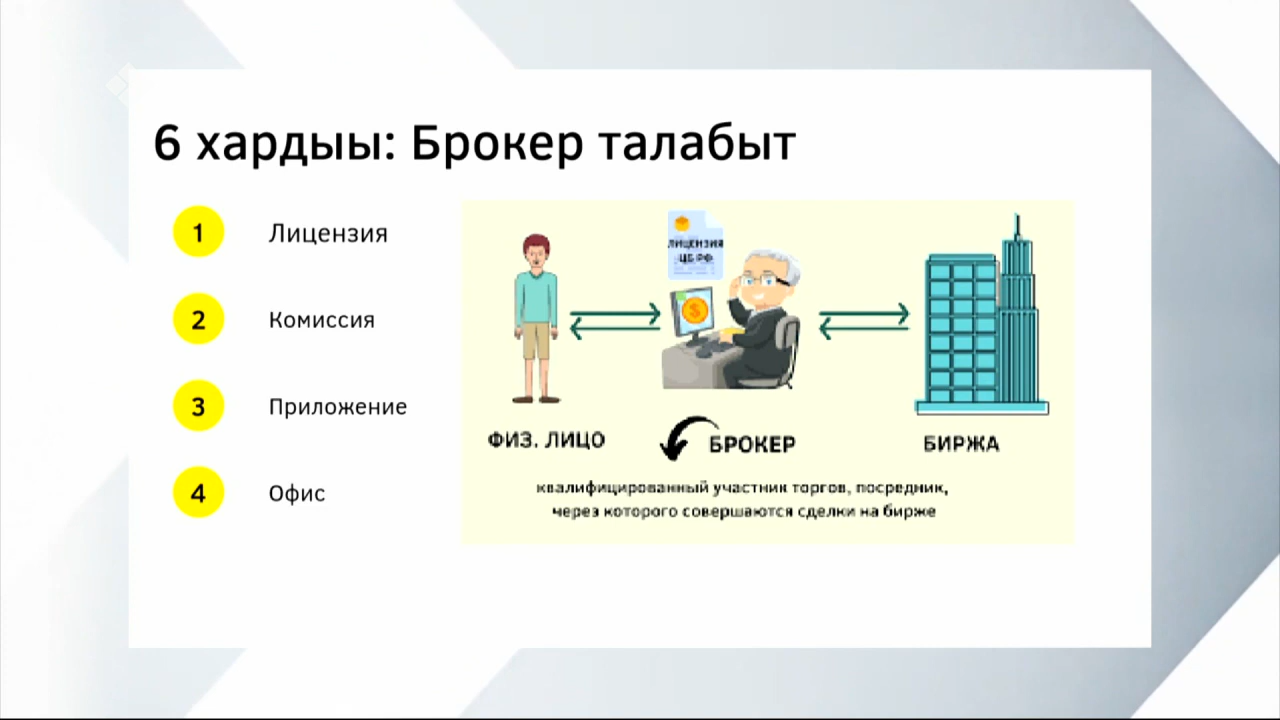 6 хардыы: Брокер талабыт
1 Лицензия
2 Комиссия
3 Приложение
4 Офис
ЛИЦЕНЗИЯ
ЦБ РФ
$
ФИЗ. ЛИЦО
БРОКЕР
БИРЖА
квалифицированный участник торгов, посредник,
через которого совершаются сделки на бирже